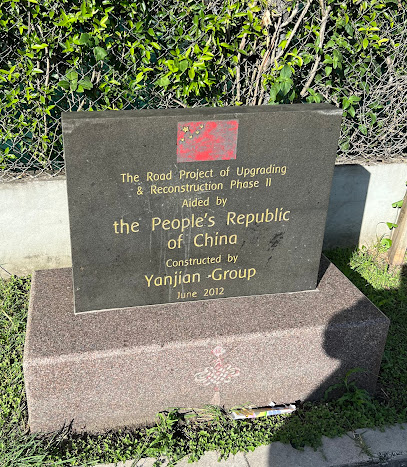 The Road Project of Upgrading
& Reconstruction Phase II
Aided by
the People's Republic
of China
Constructed by
Yanjian -Group
June 2012